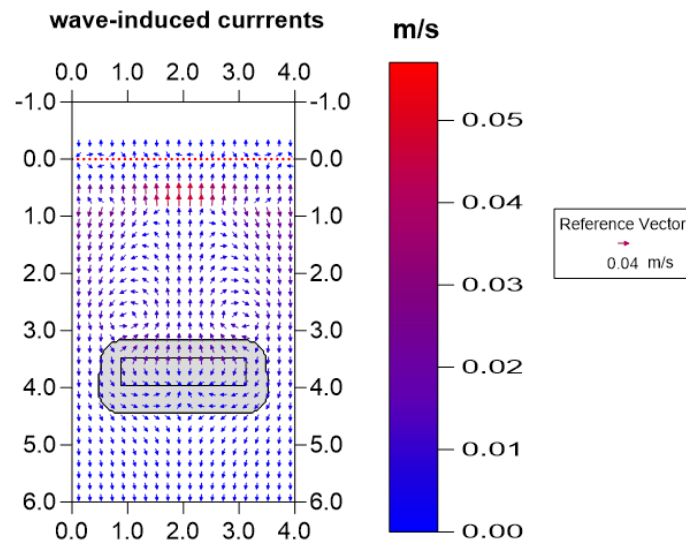 wave-induced currrents
m/s
0.0 1.0 2.0 3.0 4.0
-1.0 -1.0
0.0 0.0
1.0 1.0
2.0 2.0
3.0 3.0
4.0 4.0
5.0 5.0
6.0 6.0
0.0 1.0 2.0 3.0 4.0
0.05
0.04
0.03
0.02
0.01
0.00
Reference Vector
0.04 m/s